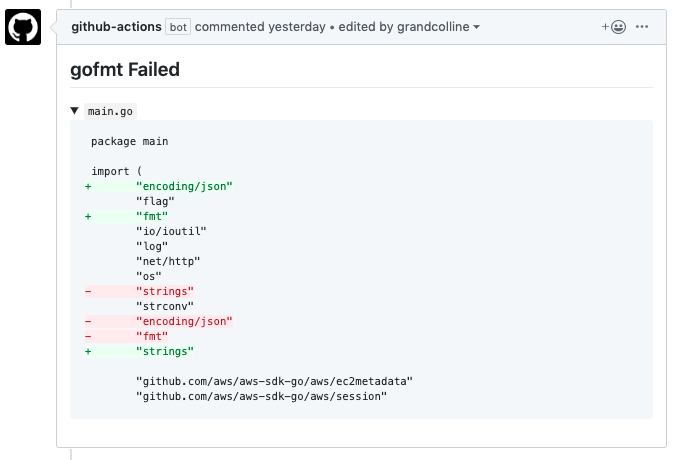 github-actions bot commented yesterday • edited by grandcolline
gofmt Failed
main.go
package main
import (
+ "encoding/json"
"flag"
+ "fmt"
"io/ioutil"
"log"
"net/http"
"os"
- "strings"
"strconv"
- "encoding/json"
- "fmt"
+ "strings"
"github.com/aws/aws-sdk-go/aws/ec2metadata"
"github.com/aws/aws-sdk-go/aws/session"